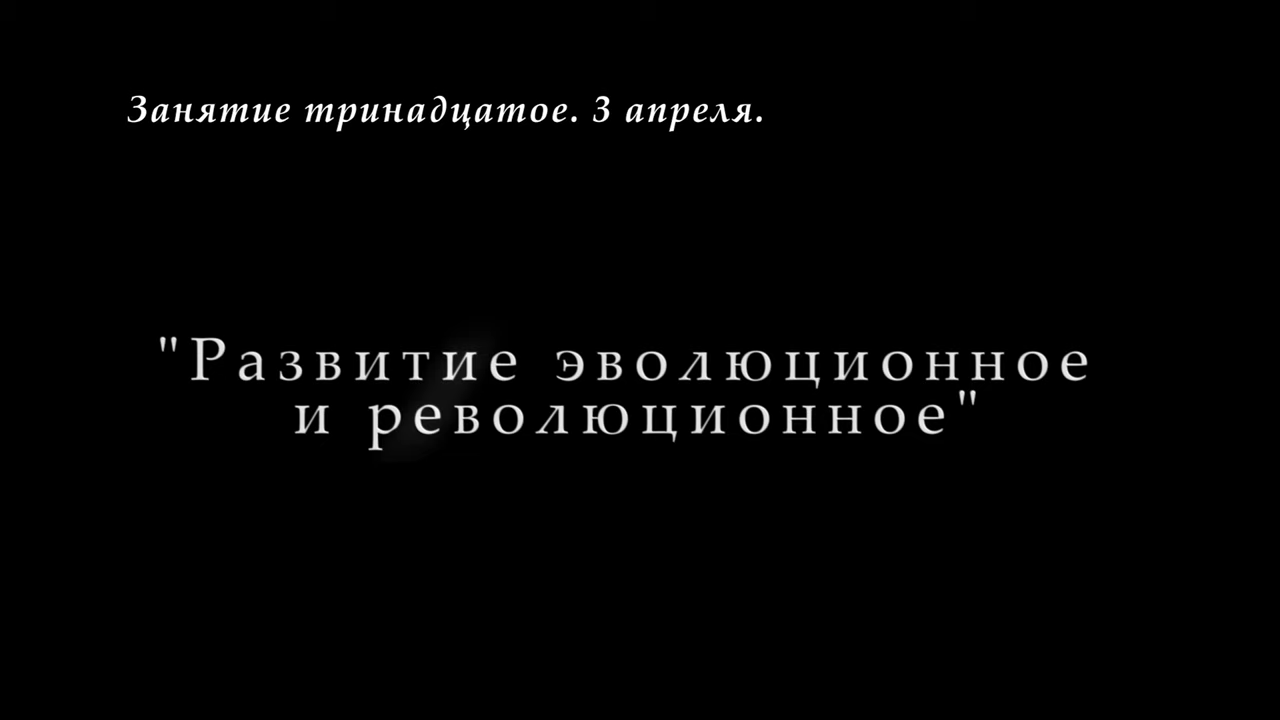 Занятие тринадцатое. 3 апреля.
"Развитие эволюционное
и революционное"